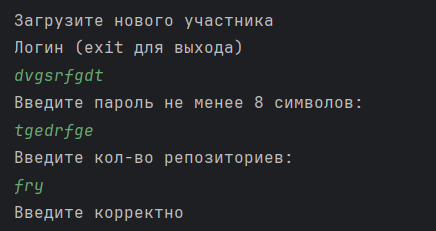 Загрузите нового участника
Логин (exit для выхода)
dvgsrfgdt
Введите пароль не менее 8 символов:
tgedrfge
Введите кол-во репозиториев:
fry
Введите корректно